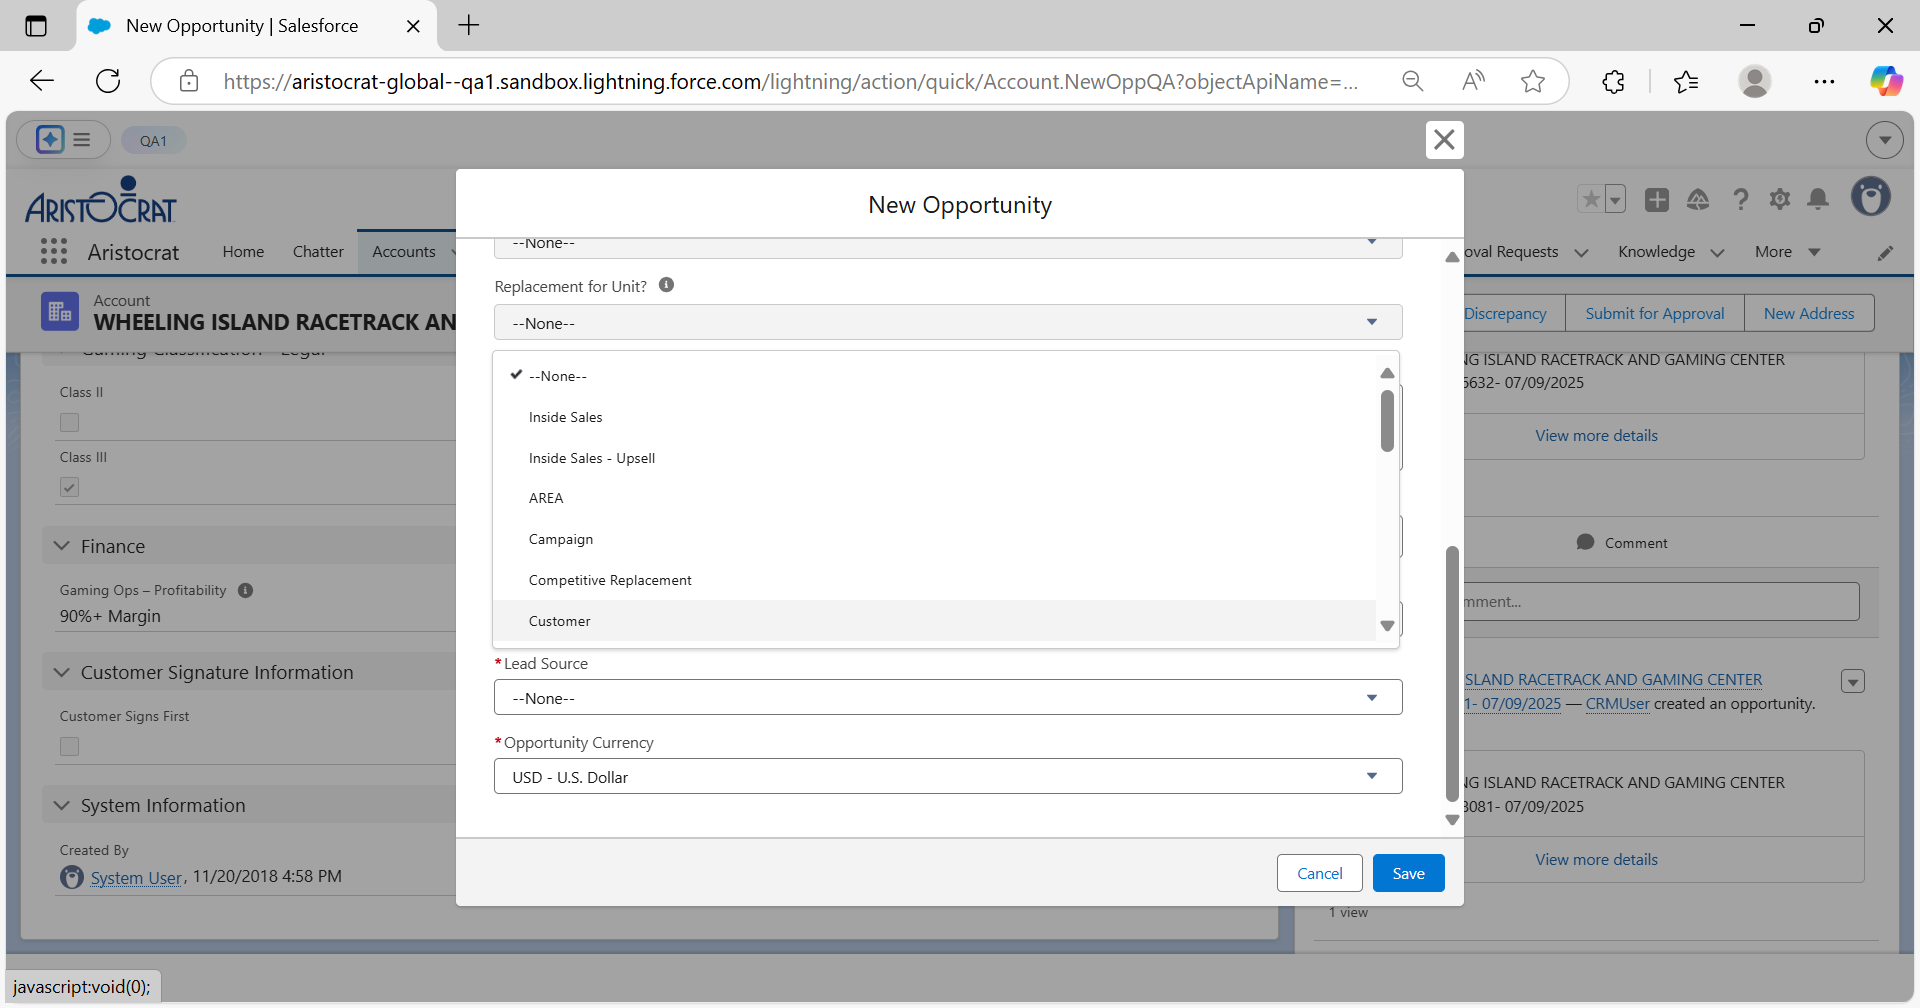 New Opportunity | Salesforce
https://aristocrat-global--qa1.sandbox.lightning.force.com/lightning/action/quick/Account.NewOppQA?objectApiName=...
QA1
ARISTOCRAT
Aristocrat
Home
Chatter
Accounts
oval Requests
Knowledge
More
Account
WHEELING ISLAND RACETRACK AN
Discrepancy
Submit for Approval
New Address
Gaming Classification - Legal
Class II
Class III
Finance
Gaming Ops – Profitability
90%+ Margin
Customer Signature Information
Customer Signs First
System Information
Created By
System User, 11/20/2018 4:58 PM
New Opportunity
--None--
Replacement for Unit?
--None--
--None--
Inside Sales
Inside Sales - Upsell
AREA
Campaign
Competitive Replacement
Customer
*Lead Source
--None--
*Opportunity Currency
USD - U.S. Dollar
Cancel
Save
NG ISLAND RACETRACK AND GAMING CENTER
6632- 07/09/2025
View more details
Comment
mment...
SLAND RACETRACK AND GAMING CENTER
1- 07/09/2025 — CRMUser created an opportunity.
NG ISLAND RACETRACK AND GAMING CENTER
3081- 07/09/2025
View more details
1 view
javascript:void(0);